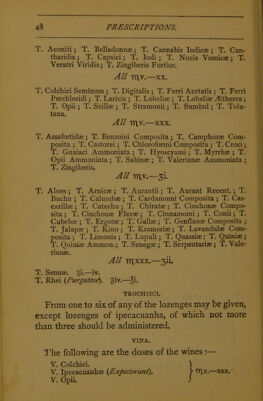 48 PRESCRIPTIONS.
T. Aconiti ; T. Belladonnæ ; T. Cannabis Indicæ ; T. Can-
tharidis ; T. Capsici ; T. Iodi ; T. Nucis Vomicæ ; T.
Veratri Viridis ; T. Zingiberis Fortior.
All ♏v.—xx.
T. Colchici Seminum ; T. Digitalis ; T. Ferri Acetatis ; T. Ferri
Perchloridi ; T. Laricis ; T. Lobeliæ ; T. Lobeliæ Ætherea ;
T. Opii ; T. Scillæ ; T. Stramonii ; T. Sumbul ; T. Tolu-
tana.
All ♏v.—xxx.
T. Assafœtidæ ; T. Benzoini Composita ; T. Camphoræ Com-
posita ; T. Castorei ; T. Chloroformi Composita ; T. Croci ;
T. Guaiaci Ammoniata ; T. Hyoscyami ; T. Myrrhæ ; T.
Opii Ammoniata ; T. Sabinæ ; T. Valerianæ Ammoniata ;
T. Zingiberis.
All ♏v.—ʒi.
T. Aloes ; T. Arnicæ ; T. Aurantii ; T. Aurant Recent. ; T.
Buchu ; T. Calumbæ ; T. Cardamomi Composita ; T. Cas-
carillæ ; T. Catechu ; T. Chiratæ ; T. Cinchonæ Compo-
sita ; T. Cinchonæ Flavæ ; T. Cinnamomi ; T. Conii ; T.
Cubebæ ; T. Ergotæ ; T. Gallæ ; T. Gentianæ Composita ;
T. Jalapæ ; T. Kino ; T. Krameriæ ; T. Lavandulæ Com-
posita ; T. Limonis ; T. Lupuli ; T. Quassiæ ; T. Quiniæ ;
T. Quiniæ Ammon. ; T. Senegæ ; T. Serpentariæ ; T. Vale-
rianæ.
All ♏xxx.—ʒii.
T. Sennæ. ʒi.—iv.
T. Rhei (Purgative). ʒiv.—℥i.
TROCHISCI.
From one to six of any of the lozenges may be given,
except lozenges of ipecacuanha, of which not more
than three should be administered.
VINA.
The following are the doses of the wines :—
V. Colchici.
V. Ipecacuanhæ (Expectorant). } ♏x.—xxx.
V. Opii.